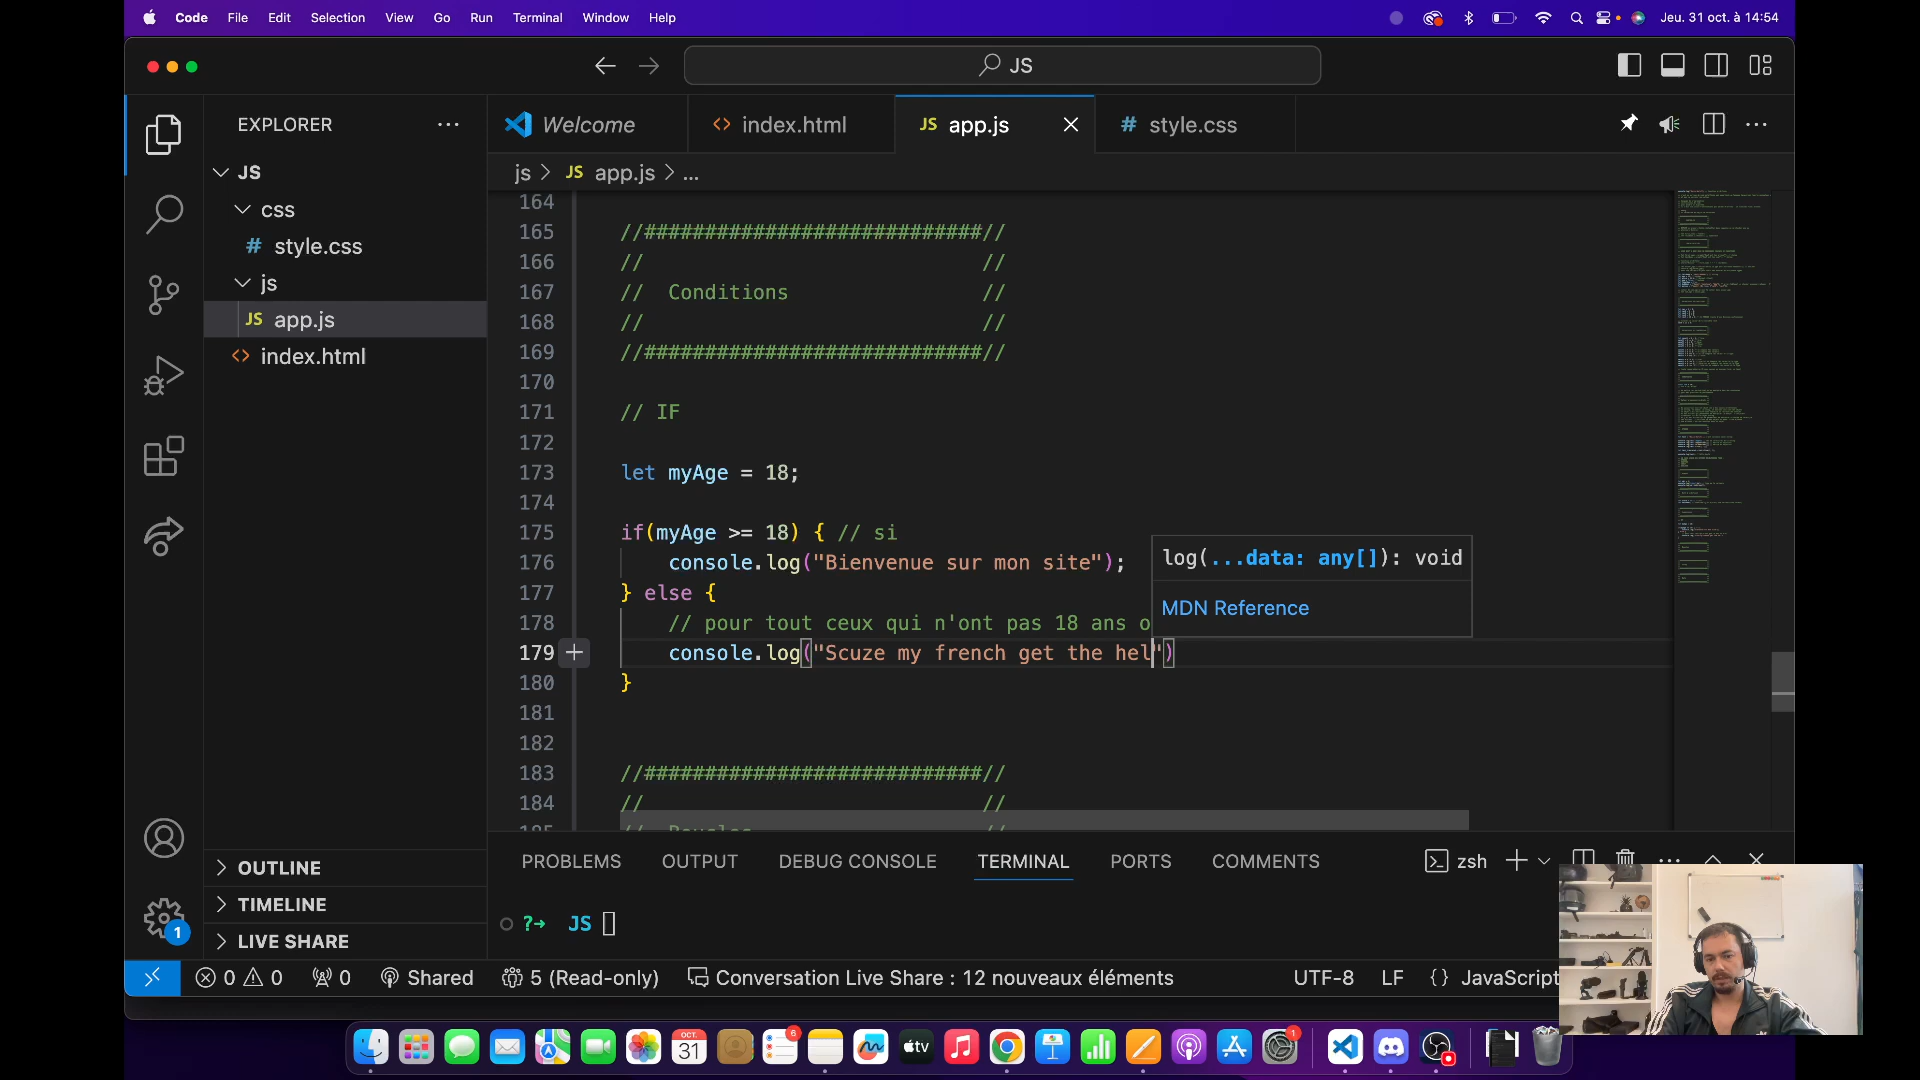 Code File Edit Selection View Go Run Terminal Window Help Jeu. 31 oct. à 14:54
JS
EXPLORER
Welcome index.html JS app.js # style.css
JS
css
# style.css
js
JS app.js
index.html
js > JS app.js > ...
164
165 //############################//
166 // //
167 // Conditions //
168 // //
169 //############################//
170
171 // IF
172
173 let myAge = 18;
174
175 if(myAge >= 18) { // si
176 console.log("Bienvenue sur mon site");
177 } else {
178 // pour tout ceux qui n'ont pas 18 ans o
179 console.log("Scuze my french get the hel")
180 }
181
182
183 //############################//
184 // //
log(...data: any[]): void
MDN Reference
OUTLINE
TIMELINE
LIVE SHARE
1
PROBLEMS OUTPUT DEBUG CONSOLE TERMINAL PORTS COMMENTS zsh
?→ JS
0 0 0 Shared 5 (Read-only) Conversation Live Share : 12 nouveaux éléments UTF-8 LF {} JavaScript
OCT. 31 6 tv 1